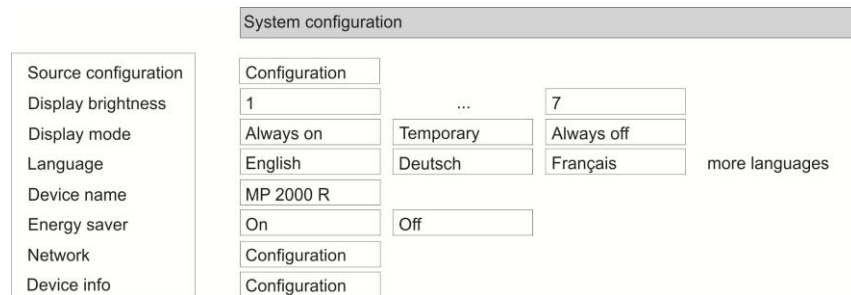 System configuration
Source configuration Configuration
Display brightness 1 ... 7
Display mode Always on Temporary Always off
Language English Deutsch Français more languages
Device name MP 2000 R
Energy saver On Off
Network Configuration
Device info Configuration